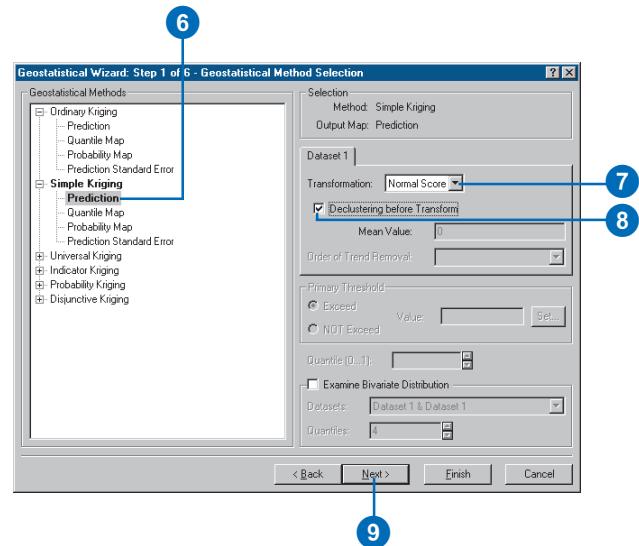 6
Geostatistical Wizard: Step 1 of 6 - Geostatistical Method Selection
Geostatistical Methods
Ordinary Kriging
Prediction
Quantile Map
Probability Map
Prediction Standard Error
Simple Kriging
Prediction
Quantile Map
Probability Map
Prediction Standard Error
Universal Kriging
Indicator Kriging
Probability Kriging
Disjunctive Kriging
Selection
Method: Simple Kriging
Output Map: Prediction
Dataset 1
Transformation: Normal Score
7
Declustering before Transform
8
Mean Value: 0
Order of Trend Removal:
Primary Threshold
Exceed
Value: Set...
NOT Exceed
Quantile (0...1):
Examine Bivariate Distribution
Datasets: Dataset 1 & Dataset 1
Quantiles: 4
< Back Next > Finish Cancel
9